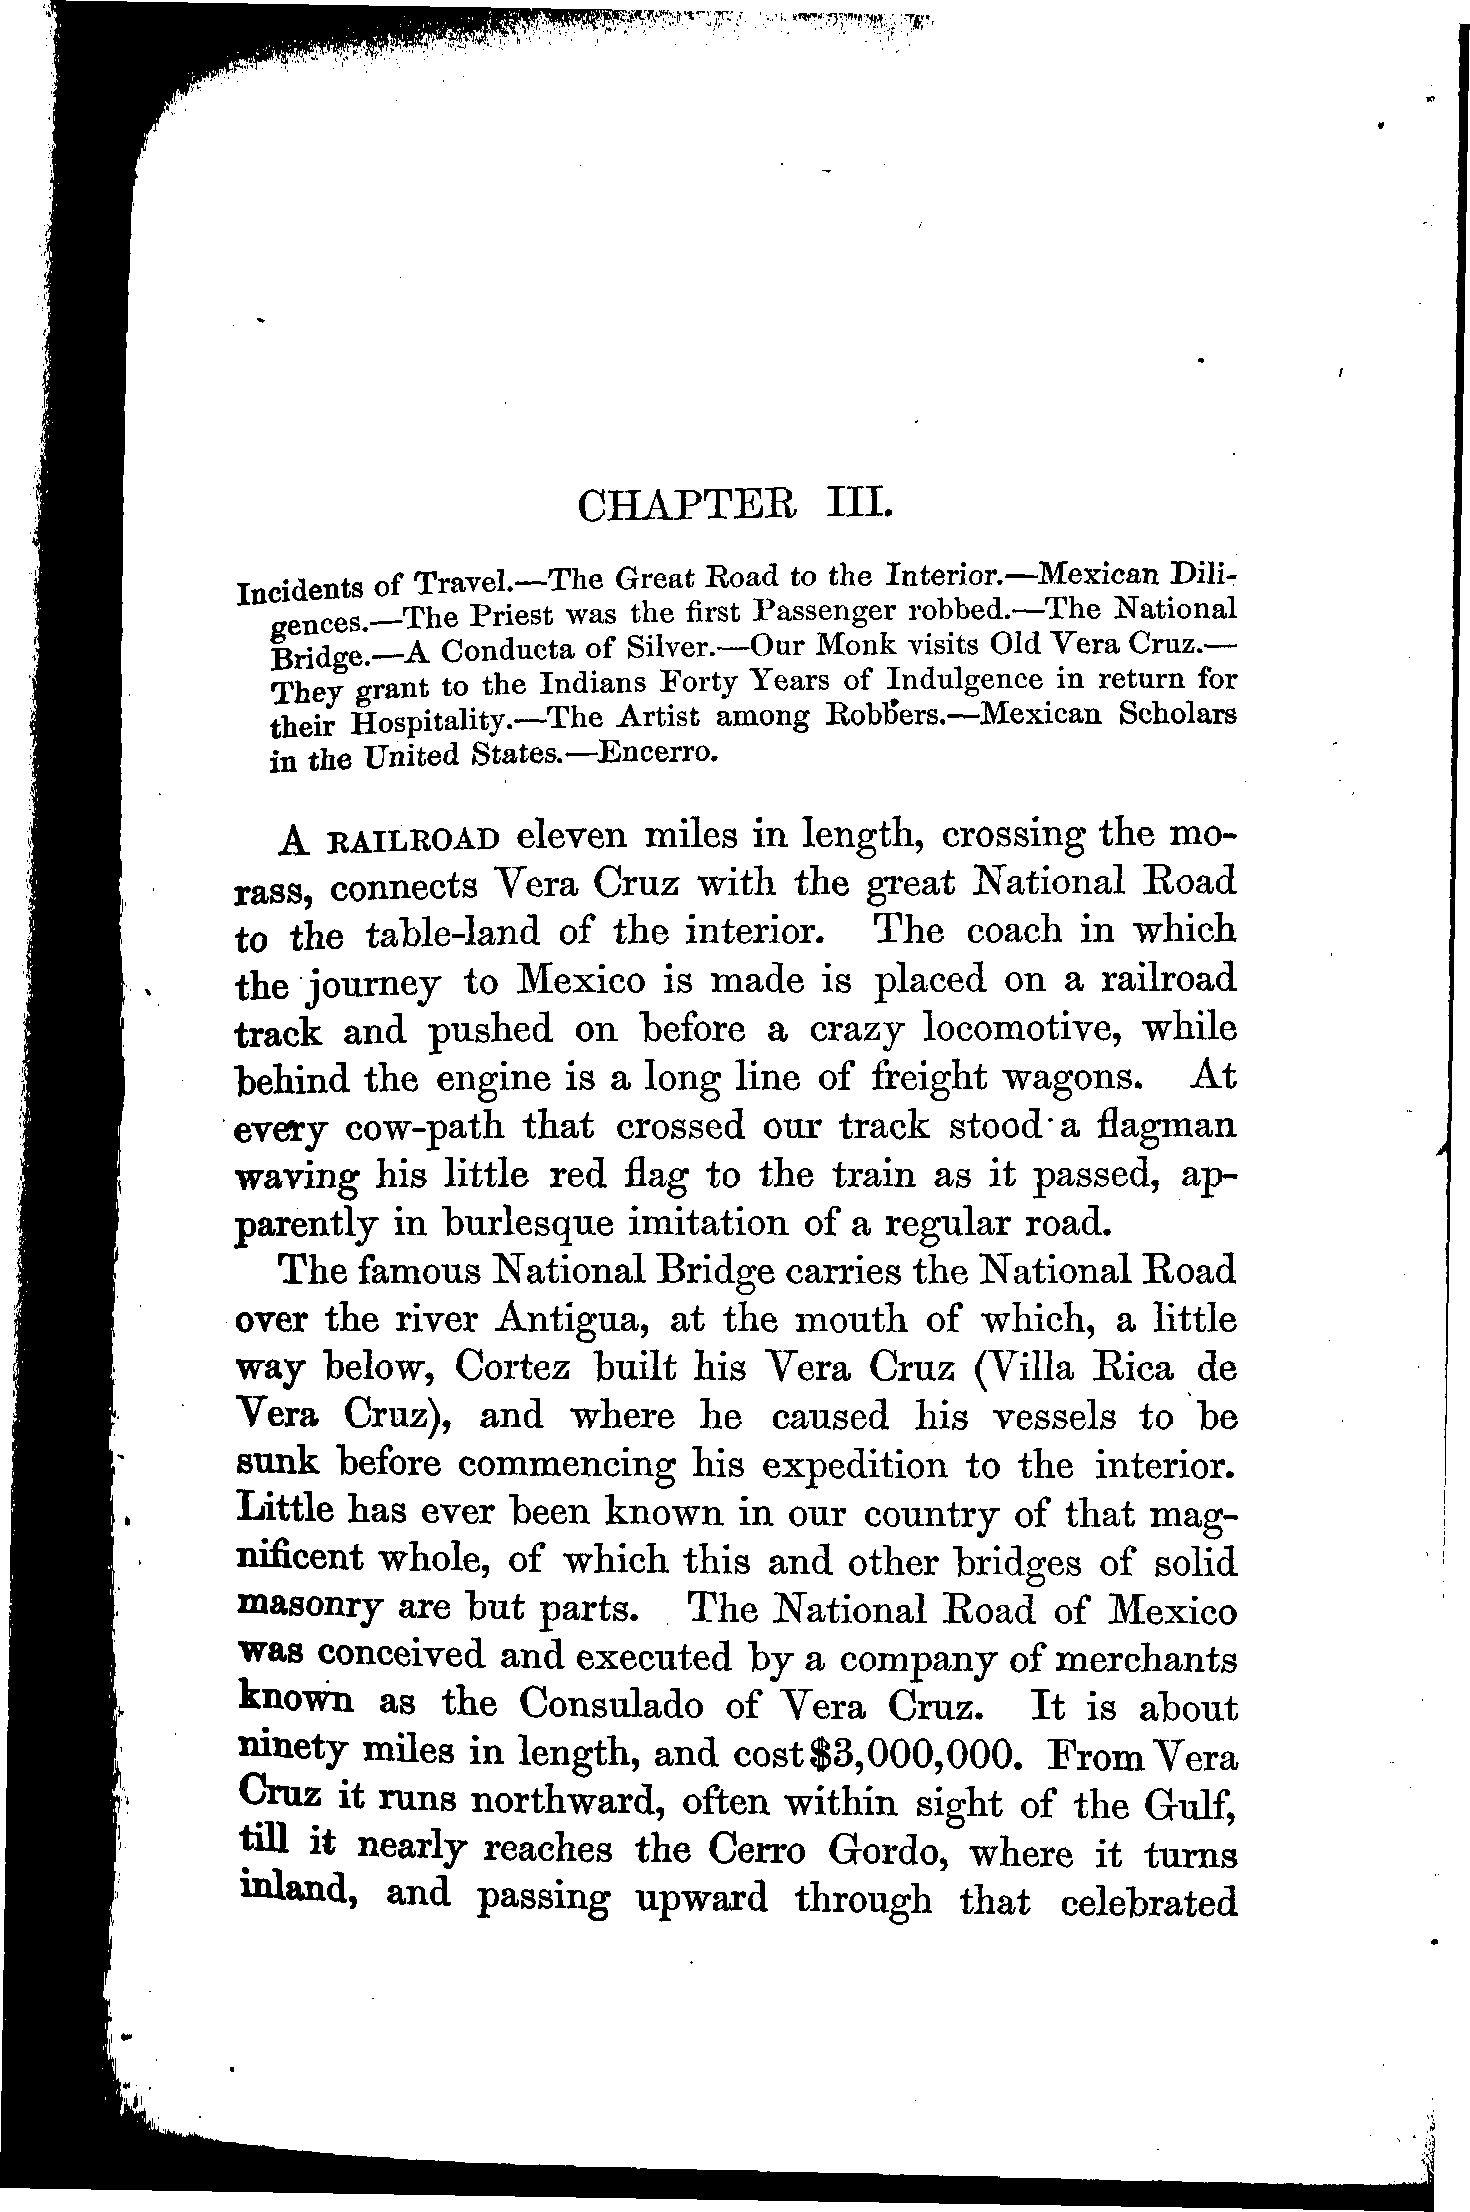 CHAPTER III.
Incidents of Travel.—The Great Road to the Interior.—Mexican Dili-
gences.—The Priest was the first Passenger robbed.—The National
Bridge.—A Conducta of Silver.—Our Monk visits Old Vera Cruz.—
They grant to the Indians Forty Years of Indulgence in return for
their Hospitality.—The Artist among Robbers.—Mexican Scholars
in the United States.—Encerro.
A RAILROAD eleven miles in length, crossing the mo-
rass, connects Vera Cruz with the great National Road
to the table-land of the interior. The coach in which
the journey to Mexico is made is placed on a railroad
track and pushed on before a crazy locomotive, while
behind the engine is a long line of freight wagons. At
every cow-path that crossed our track stood a flagman
waving his little red flag to the train as it passed, ap-
parently in burlesque imitation of a regular road.
The famous National Bridge carries the National Road
over the river Antigua, at the mouth of which, a little
way below, Cortez built his Vera Cruz (Villa Rica de
Vera Cruz), and where he caused his vessels to be
sunk before commencing his expedition to the interior.
Little has ever been known in our country of that mag-
nificent whole, of which this and other bridges of solid
masonry are but parts. The National Road of Mexico
was conceived and executed by a company of merchants
known as the Consulado of Vera Cruz. It is about
ninety miles in length, and cost $3,000,000. From Vera
Cruz it runs northward, often within sight of the Gulf,
till it nearly reaches the Cerro Gordo, where it turns
inland, and passing upward through that celebrated